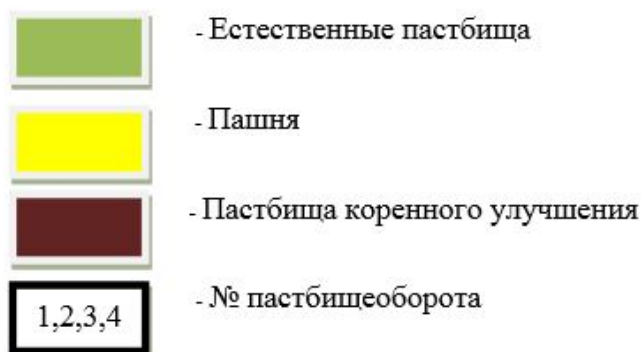 - Естественные пастбища
- Пашня
- Пастбища коренного улучшения
1,2,3,4 - № пастбищеоборота